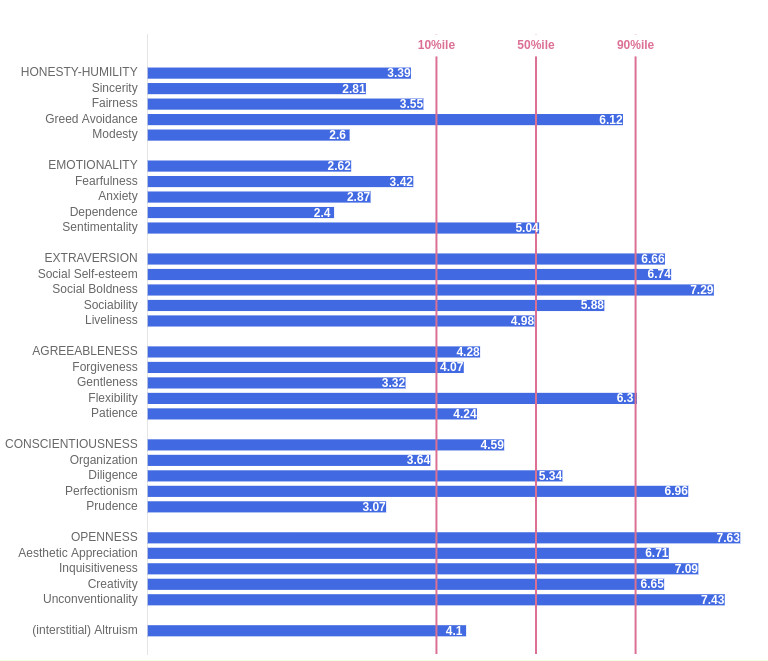 10%ile 50%ile 90%ile
HONESTY-HUMILITY 3.39
Sincerity 2.81
Fairness 3.55
Greed Avoidance 6.12
Modesty 2.6
EMOTIONALITY 2.62
Fearfulness 3.42
Anxiety 2.87
Dependence 2.4
Sentimentality 5.04
EXTRAVERSION 6.66
Social Self-esteem 6.74
Social Boldness 7.29
Sociability 5.88
Liveliness 4.98
AGREEABLENESS 4.28
Forgiveness 4.07
Gentleness 3.32
Flexibility 6.3
Patience 4.24
CONSCIENTIOUSNESS 4.59
Organization 3.64
Diligence 5.34
Perfectionism 6.96
Prudence 3.07
OPENNESS 7.63
Aesthetic Appreciation 6.71
Inquisitiveness 7.09
Creativity 6.65
Unconventionality 7.43
(interstitial) Altruism 4.1